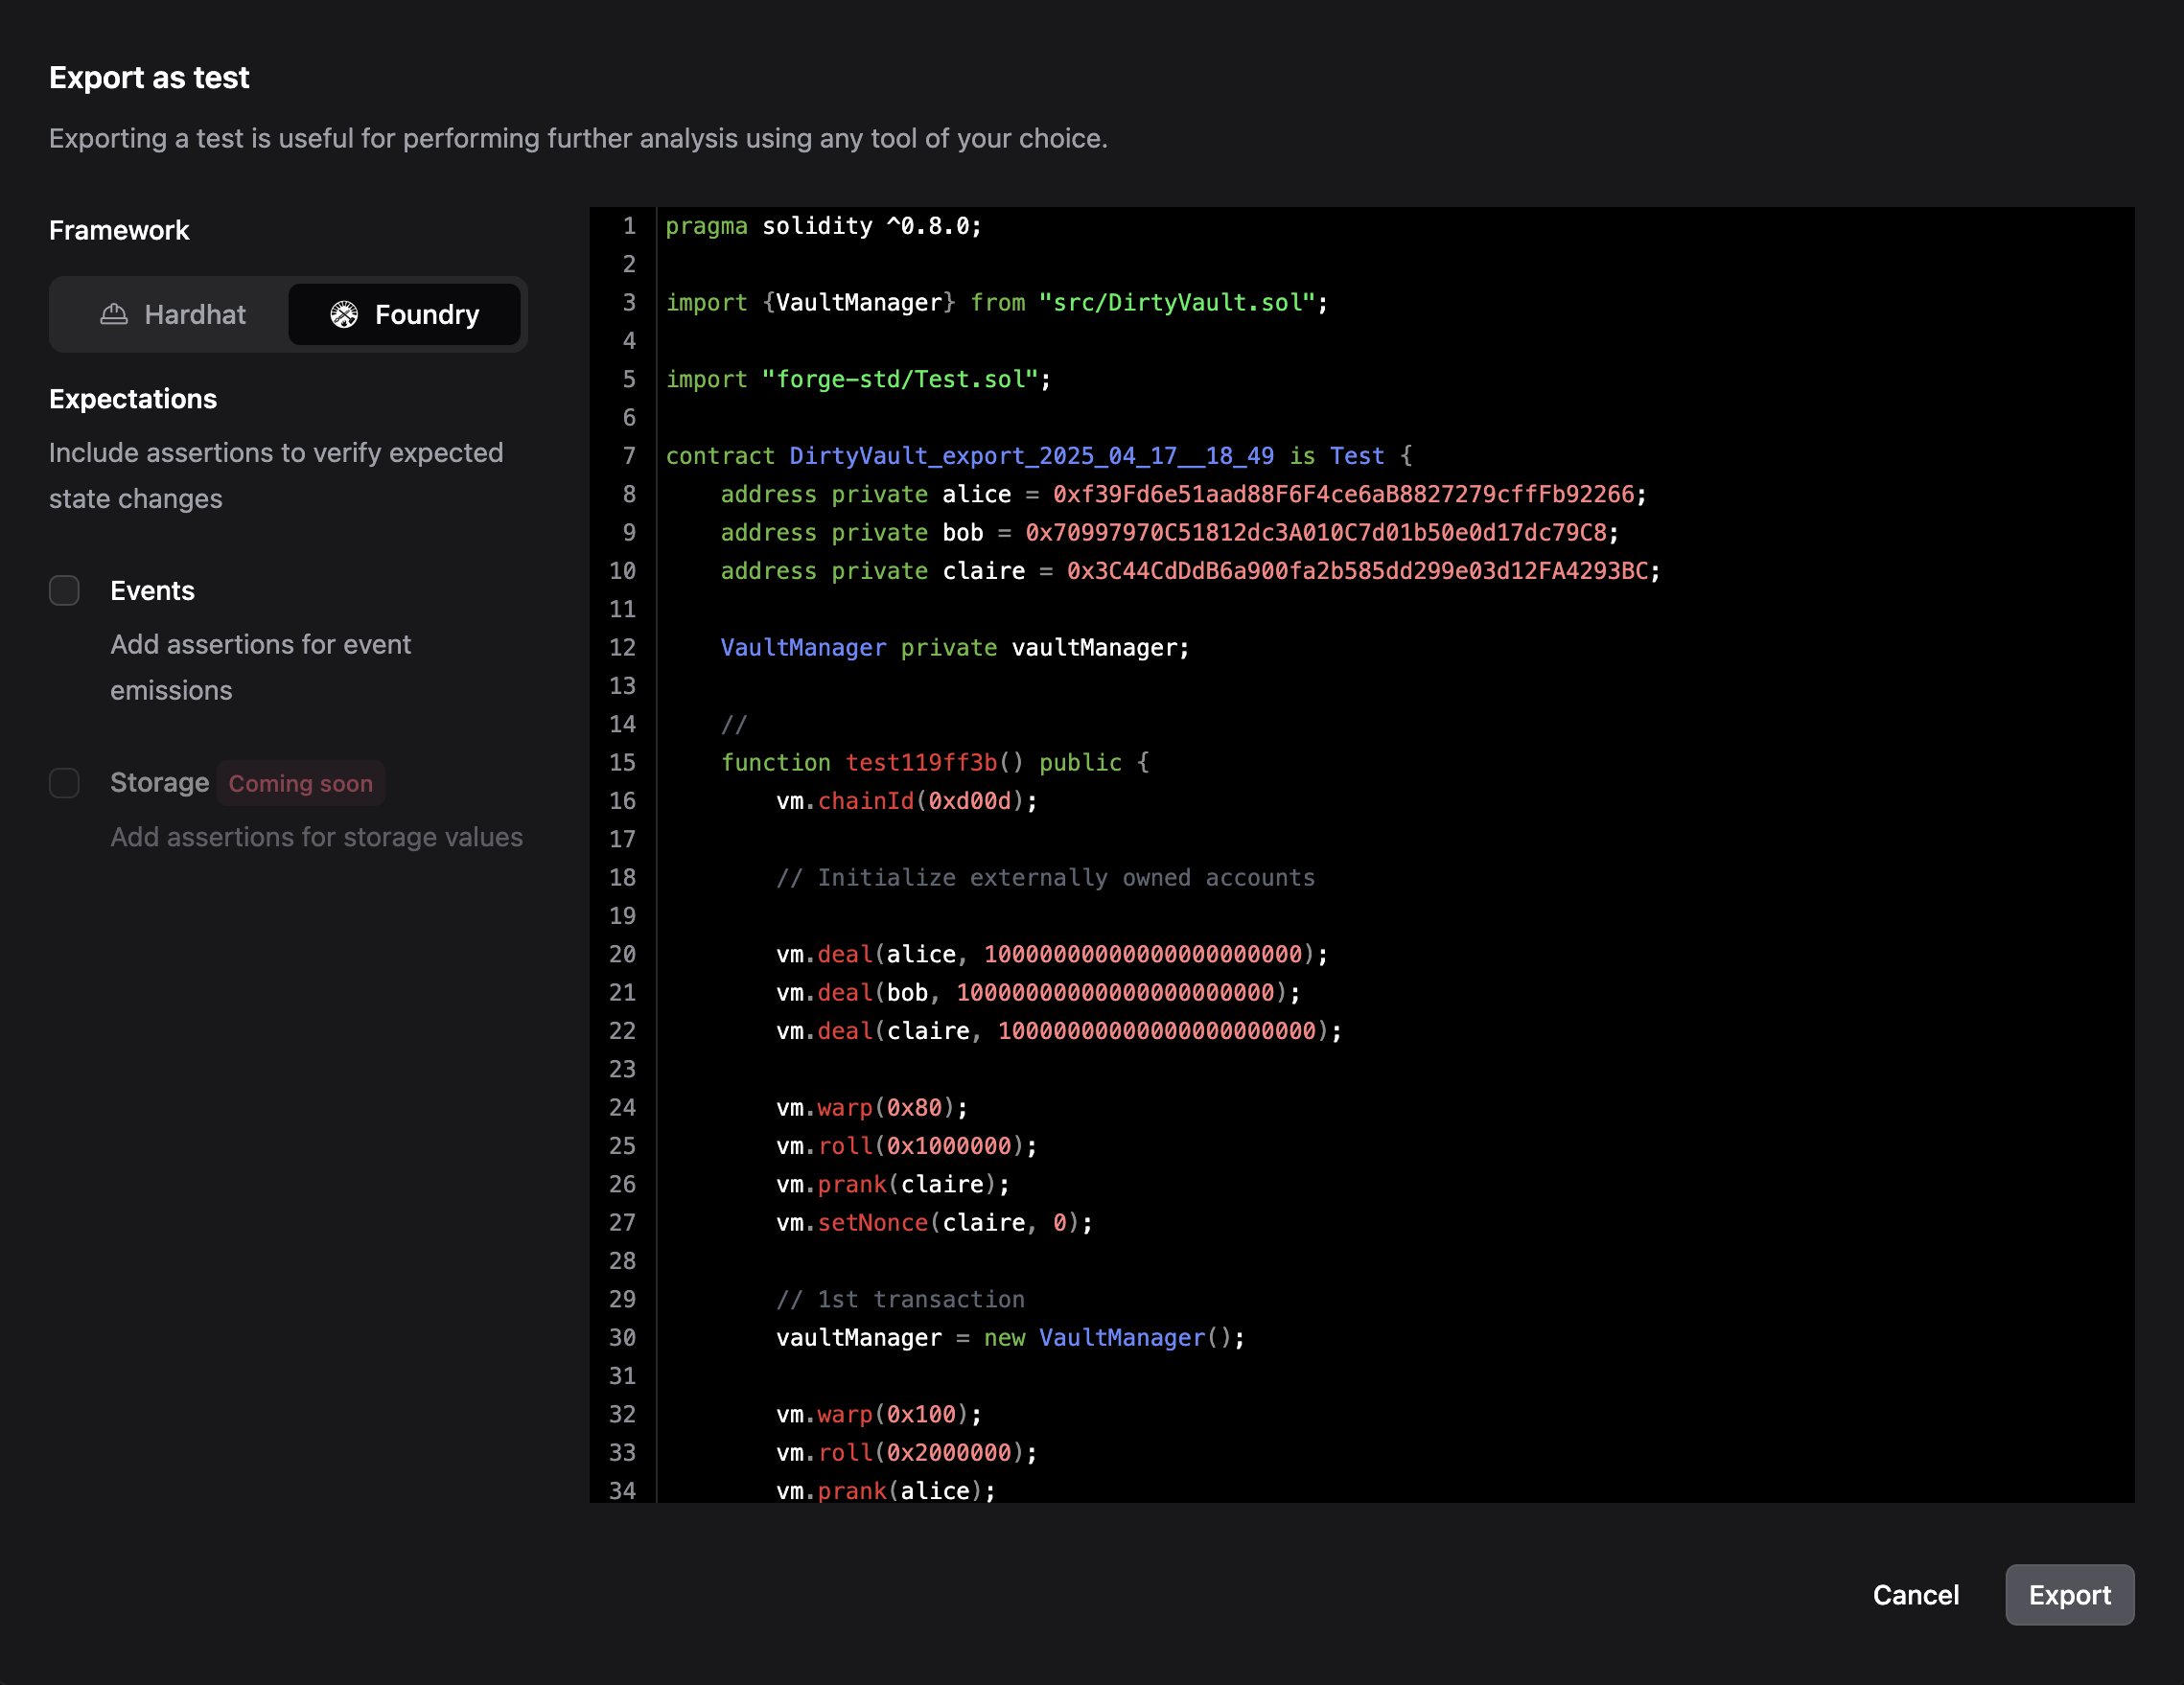 Export as test
Exporting a test is useful for performing further analysis using any tool of your choice.
Framework
Hardhat
Foundry
Expectations
Include assertions to verify expected
state changes
Events
Add assertions for event
emissions
Storage Coming soon
Add assertions for storage values
1 pragma solidity ^0.8.0;
2
3 import {VaultManager} from "src/DirtyVault.sol";
4
5 import "forge-std/Test.sol";
6
7 contract DirtyVault_export_2025_04_17__18_49 is Test {
8     address private alice = 0xf39Fd6e51aad88F6F4ce6aB8827279cffFb92266;
9     address private bob = 0x70997970C51812dc3A010C7d01b50e0d17dc79C8;
10     address private claire = 0x3C44CdDdB6a900fa2b585dd299e03d12FA4293BC;
11
12     VaultManager private vaultManager;
13
14     //
15     function test119ff3b() public {
16         vm.chainId(0xd00d);
17
18         // Initialize externally owned accounts
19
20         vm.deal(alice, 10000000000000000000000);
21         vm.deal(bob, 10000000000000000000000);
22         vm.deal(claire, 10000000000000000000000);
23
24         vm.warp(0x80);
25         vm.roll(0x1000000);
26         vm.prank(claire);
27         vm.setNonce(claire, 0);
28
29         // 1st transaction
30         vaultManager = new VaultManager();
31
32         vm.warp(0x100);
33         vm.roll(0x2000000);
34         vm.prank(alice);
Cancel
Export